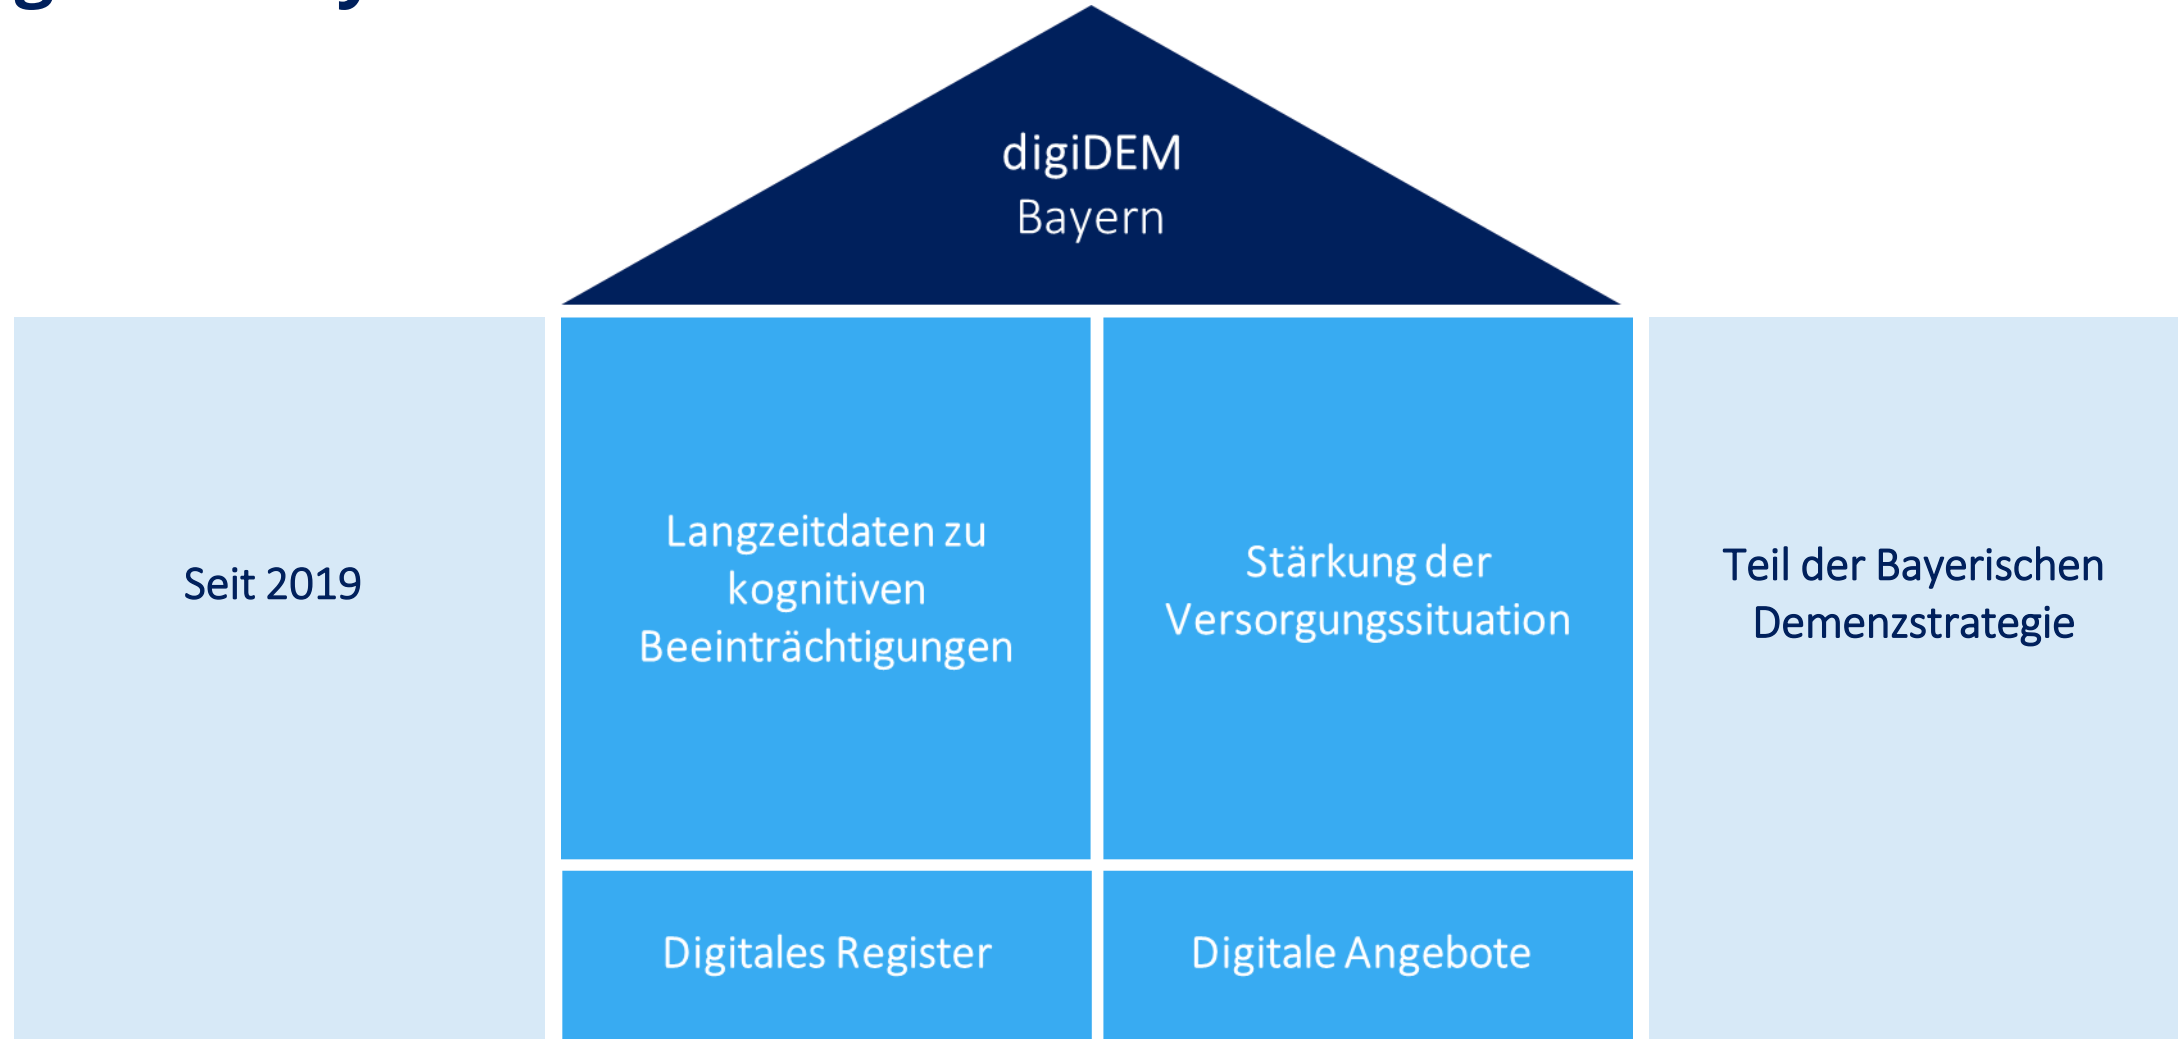 digiDEM
Bayern
Seit 2019
Langzeitdaten zu
kognitiven
Beeinträchtigungen
Stärkung der
Versorgungssituation
Teil der Bayerischen
Demenzstrategie
Digitales Register
Digitale Angebote